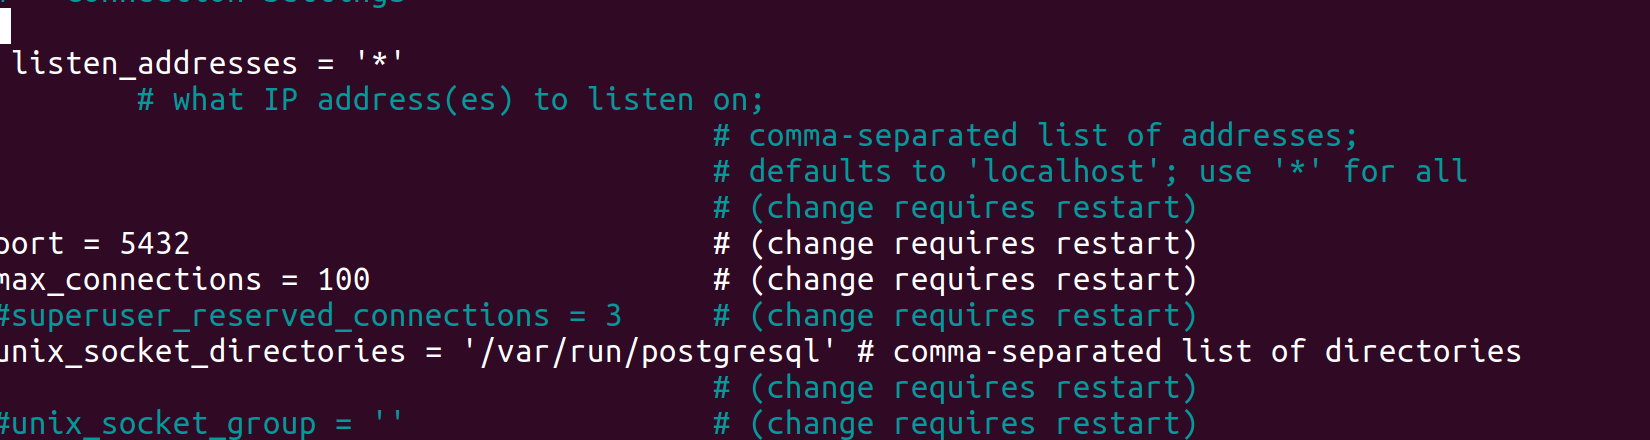 listen_addresses = '*'
# what IP address(es) to listen on;
# comma-separated list of addresses;
# defaults to 'localhost'; use '*' for all
# (change requires restart)
port = 5432 # (change requires restart)
max_connections = 100 # (change requires restart)
#superuser_reserved_connections = 3 # (change requires restart)
unix_socket_directories = '/var/run/postgresql' # comma-separated list of directories
# (change requires restart)
#unix_socket_group = '' # (change requires restart)